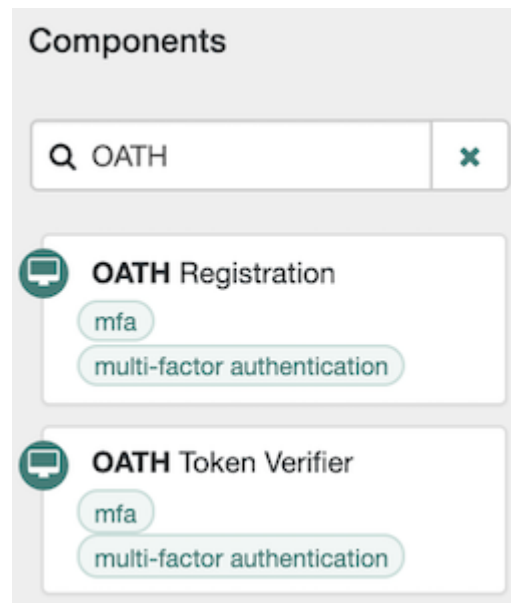 Components
OATH
OATH Registration
mfa
multi-factor authentication
OATH Token Verifier
mfa
multi-factor authentication